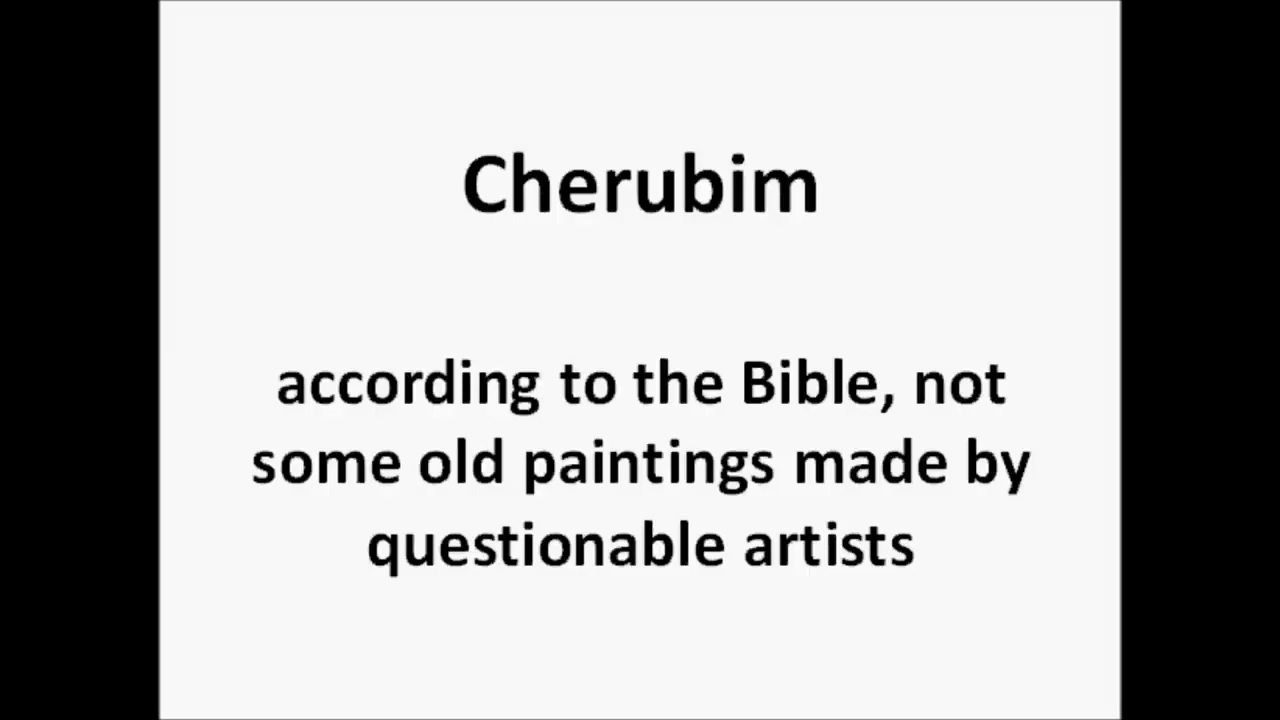 Cherubim
according to the Bible, not
some old paintings made by
questionable artists